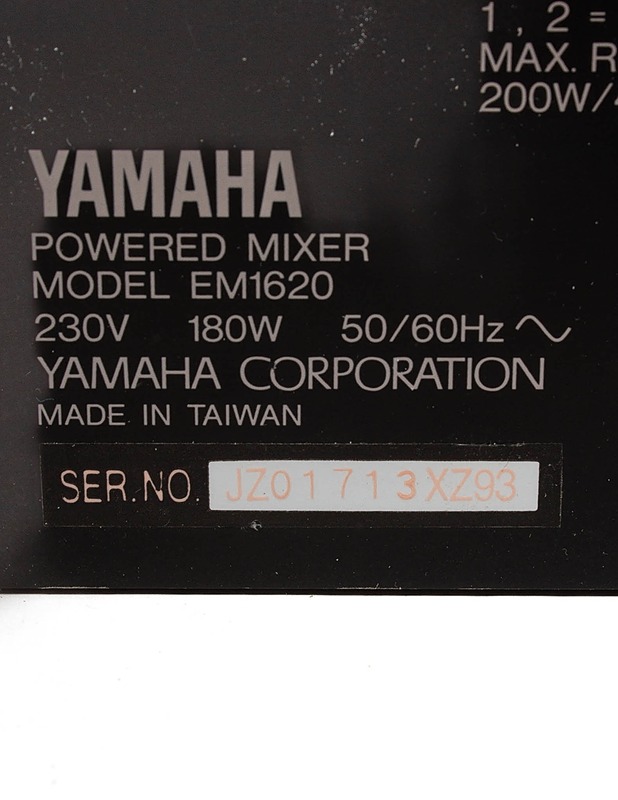 1, 2 =
MAX. R
200W/4
YAMAHA
POWERED MIXER
MODEL EM1620
230V 180W 50/60Hz ∿
YAMAHA CORPORATION
MADE IN TAIWAN
SER.NO. JZ01713XZ93